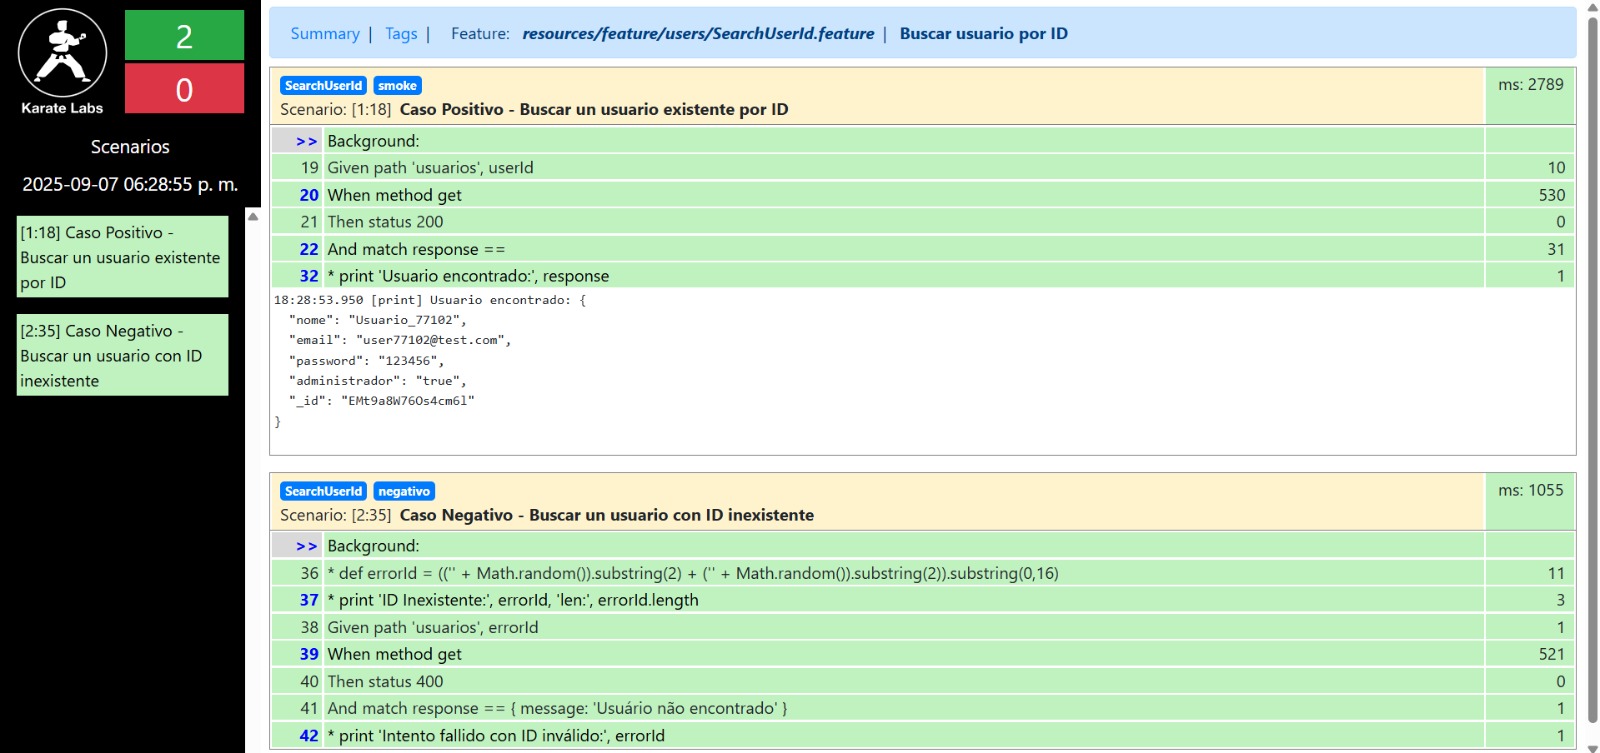 2
0
Karate Labs
Scenarios
2025-09-07 06:28:55 p. m.
[1:18] Caso Positivo -
Buscar un usuario existente
por ID
[2:35] Caso Negativo -
Buscar un usuario con ID
inexistente
Summary | Tags | Feature: resources/feature/users/SearchUserId.feature | Buscar usuario por ID
SearchUserId smoke
Scenario: [1:18] Caso Positivo - Buscar un usuario existente por ID
ms: 2789
>> Background:
19 Given path 'usuarios', userId 10
20 When method get 530
21 Then status 200 0
22 And match response == 31
32 * print 'Usuario encontrado:', response 1
18:28:53.950 [print] Usuario encontrado: {
"nome": "Usuario_77102",
"email": "user77102@test.com",
"password": "123456",
"administrador": "true",
"_id": "EMt9a8W76Os4cm6l"
}
SearchUserId negativo
Scenario: [2:35] Caso Negativo - Buscar un usuario con ID inexistente
ms: 1055
>> Background:
36 * def errorId = (('' + Math.random()).substring(2) + ('' + Math.random()).substring(2)).substring(0,16) 11
37 * print 'ID Inexistente:', errorId, 'len:', errorId.length 3
38 Given path 'usuarios', errorId 1
39 When method get 521
40 Then status 400 0
41 And match response == { message: 'Usuário não encontrado' } 1
42 * print 'Intento fallido con ID inválido:', errorId 1